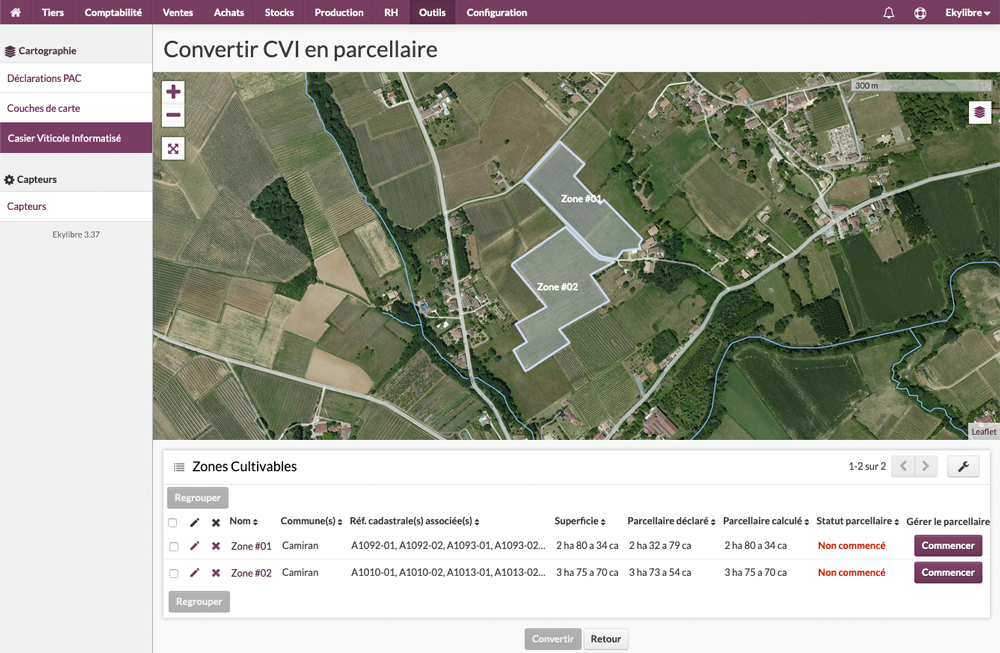 Tiers Comptabilité Ventes Achats Stocks Production RH Outils Configuration Ekylibre
Cartographie
Déclarations PAC
Couches de carte
Casier Viticole Informatisé
Capteurs
Capteurs
Ekylibre 3.37
Convertir CVI en parcellaire
300 m
Zone #01
Zone #02
Leaflet
Zones Cultivables
1-2 sur 2
Regrouper
Nom Commune(s) Réf. cadastrale(s) associée(s) Superficie Parcellaire déclaré Parcellaire calculé Statut parcellaire Gérer le parcellaire
Zone #01 Camiran A1092-01, A1092-02, A1093-01, A1093-02... 2 ha 80 a 34 ca 2 ha 32 a 79 ca 2 ha 80 a 34 ca Non commencé Commencer
Zone #02 Camiran A1010-01, A1010-02, A1013-01, A1013-02... 3 ha 75 a 70 ca 3 ha 73 a 54 ca 3 ha 75 a 70 ca Non commencé Commencer
Regrouper
Convertir Retour